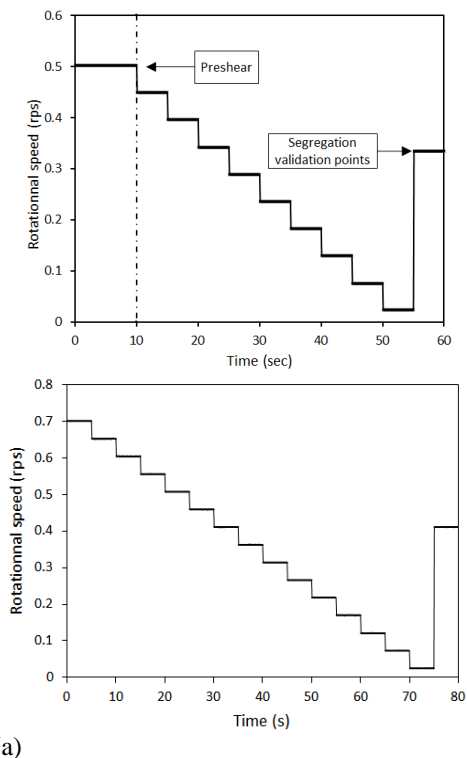 0.6
0.5
0.4
0.3
0.2
0.1
0
Rotationnal speed (rps)
Preshear
Segregation
validation points
0 10 20 30 40 50 60
Time (sec)
0.8
0.7
0.6
0.5
0.4
0.3
0.2
0.1
0
Rotationnal speed (rps)
0 10 20 30 40 50 60 70 80
Time (s)
a)